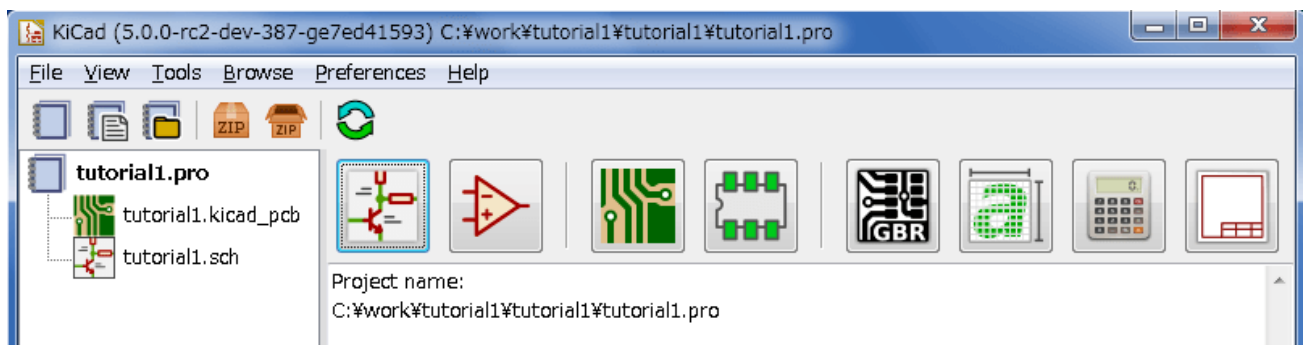 KiCad (5.0.0-rc2-dev-387-ge7ed41593) C:¥work¥tutorial1¥tutorial1¥tutorial1.pro
File View Tools Browse Preferences Help
ZIP ZIP
tutorial1.pro
tutorial1.kicad_pcb
tutorial1.sch
GBR a 0.
Project name:
C:¥work¥tutorial1¥tutorial1¥tutorial1.pro